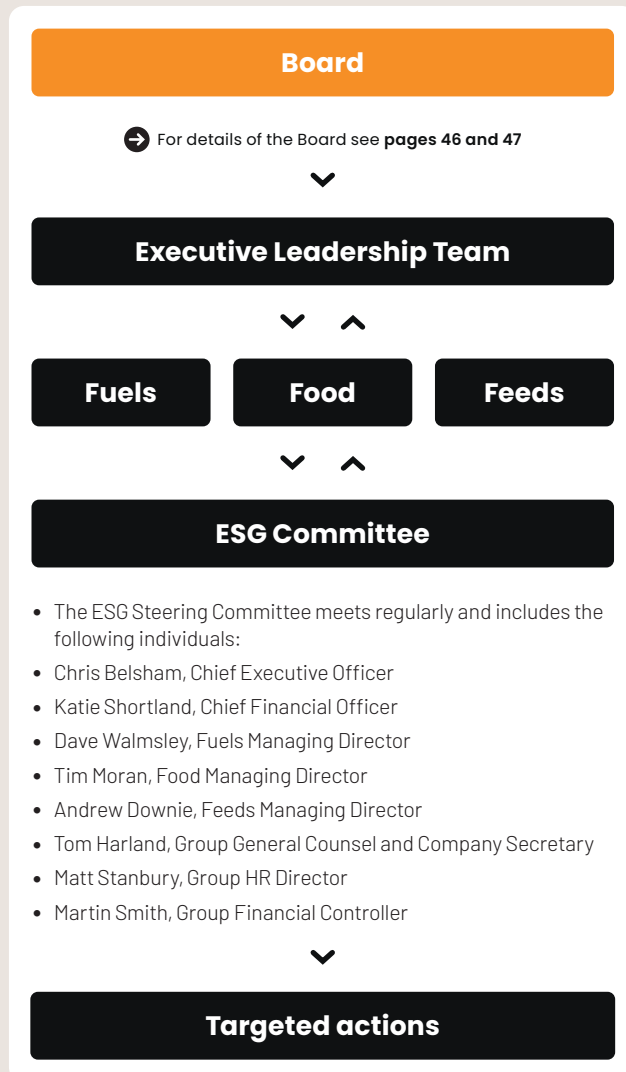 Board
For details of the Board see pages 46 and 47
Executive Leadership Team
Fuels
Food
Feeds
ESG Committee
• The ESG Steering Committee meets regularly and includes the
following individuals:
• Chris Belsham, Chief Executive Officer
• Katie Shortland, Chief Financial Officer
• Dave Walmsley, Fuels Managing Director
• Tim Moran, Food Managing Director
• Andrew Downie, Feeds Managing Director
• Tom Harland, Group General Counsel and Company Secretary
• Matt Stanbury, Group HR Director
• Martin Smith, Group Financial Controller
Targeted actions